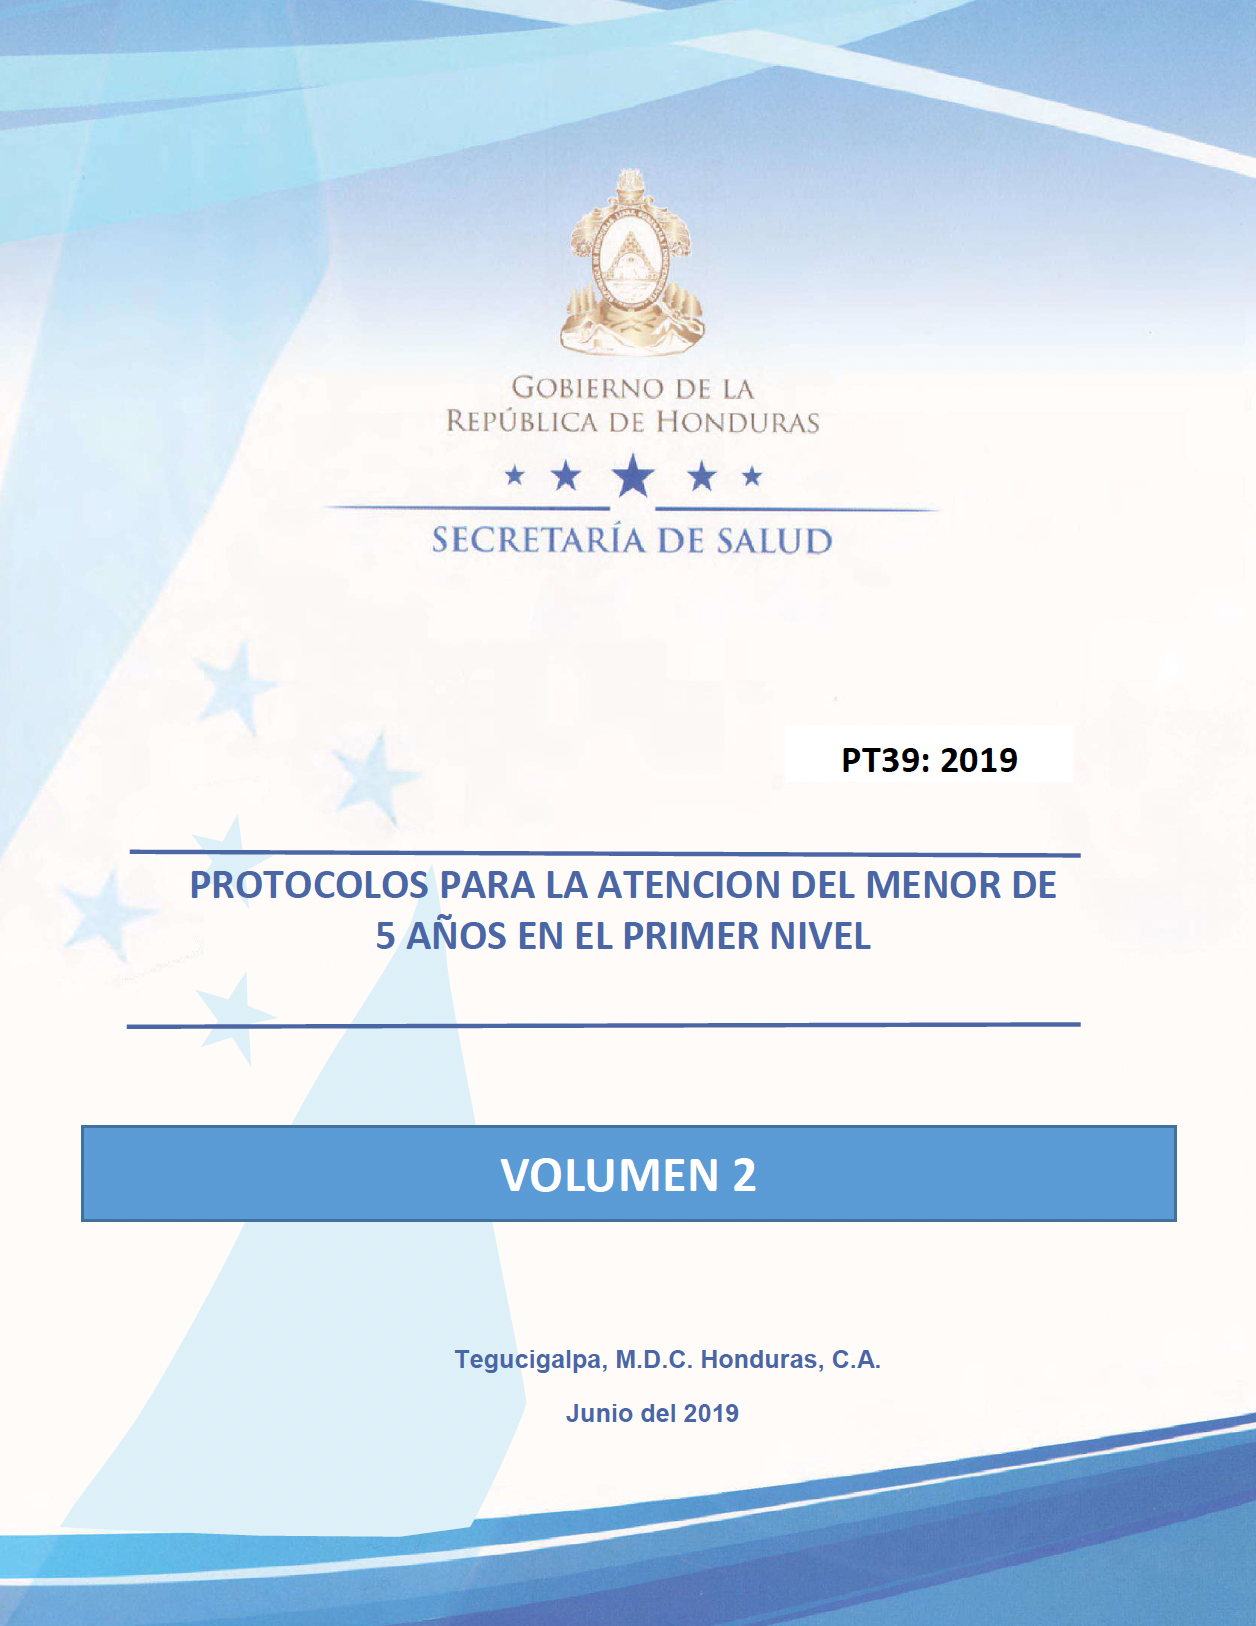 GOBIERNO DE LA
REPÚBLICA DE HONDURAS
SECRETARÍA DE SALUD
PT39: 2019
PROTOCOLOS PARA LA ATENCION DEL MENOR DE
5 AÑOS EN EL PRIMER NIVEL
VOLUMEN 2
Tegucigalpa, M.D.C. Honduras, C.A.
Junio del 2019